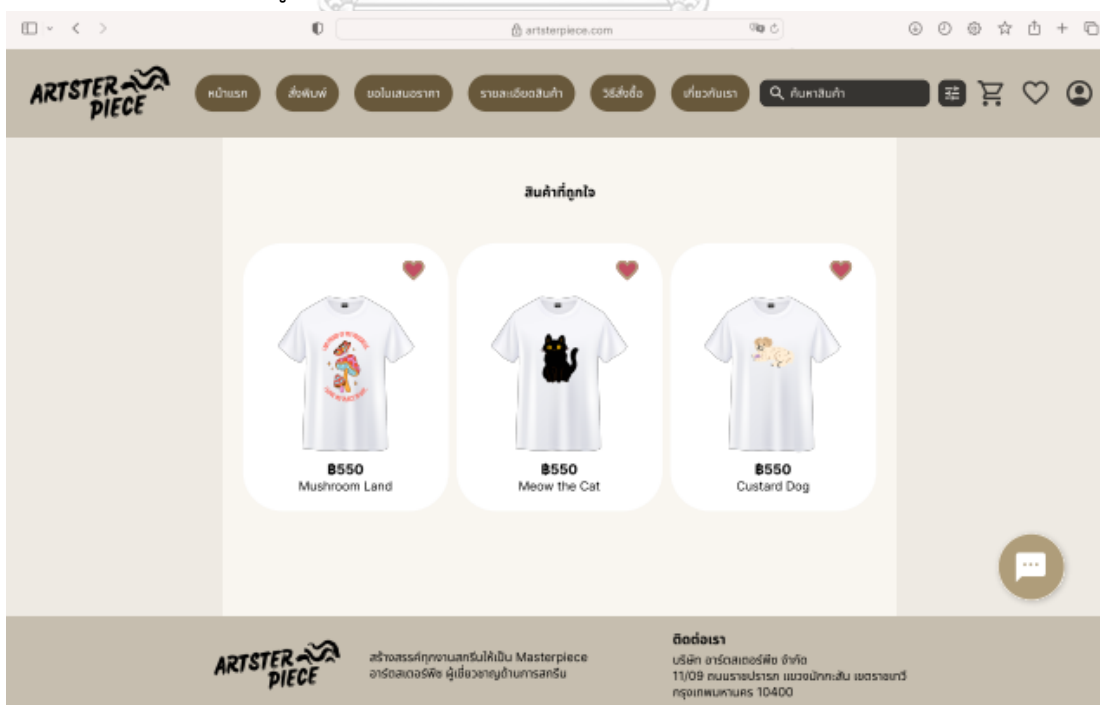 artsterpiece.com
ARTSTER
PIECE
หน้าแรก
สั่งพิมพ์
ขอใบเสนอราคา
รายละเอียดสินค้า
วิธีสั่งซื้อ
เกี่ยวกับเรา
ค้นหาสินค้า
สินค้าที่ถูกใจ
฿550
Mushroom Land
฿550
Meow the Cat
฿550
Custard Dog
ARTSTER
PIECE
สร้างสรรค์ทุกงานสกรีนให้เป็น Masterpiece
อาร์ตสเตอร์พีซ ผู้เชี่ยวชาญด้านการสกรีน
ติดต่อเรา
บริษัท อาร์ตสเตอร์พีซ จำกัด
11/09 ถนนราชปรารภ แขวงมักกะสัน เขตราชเทวี
กรุงเทพมหานคร 10400